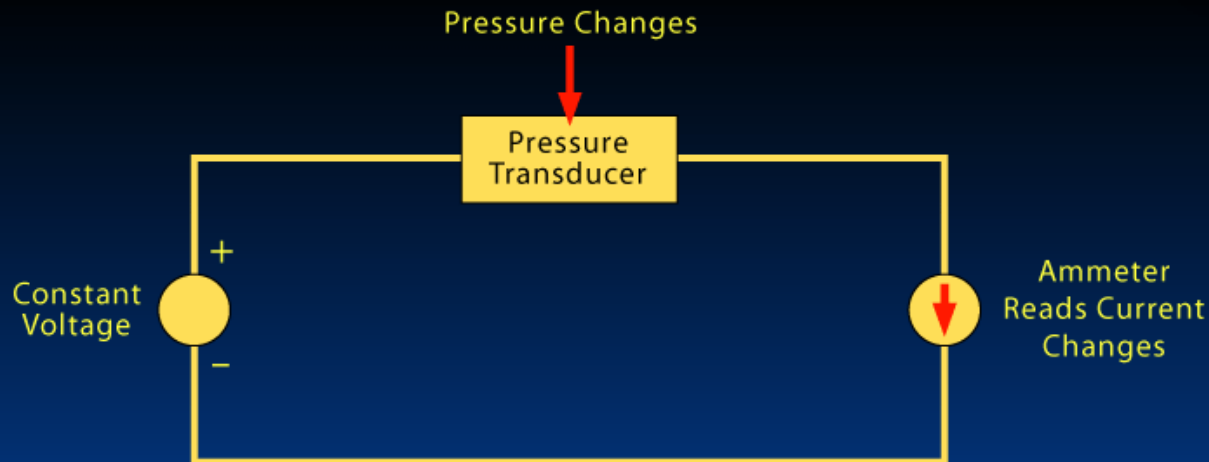 Pressure Changes
Pressure
Transducer
+
Constant
Voltage
−
Ammeter
Reads Current
Changes